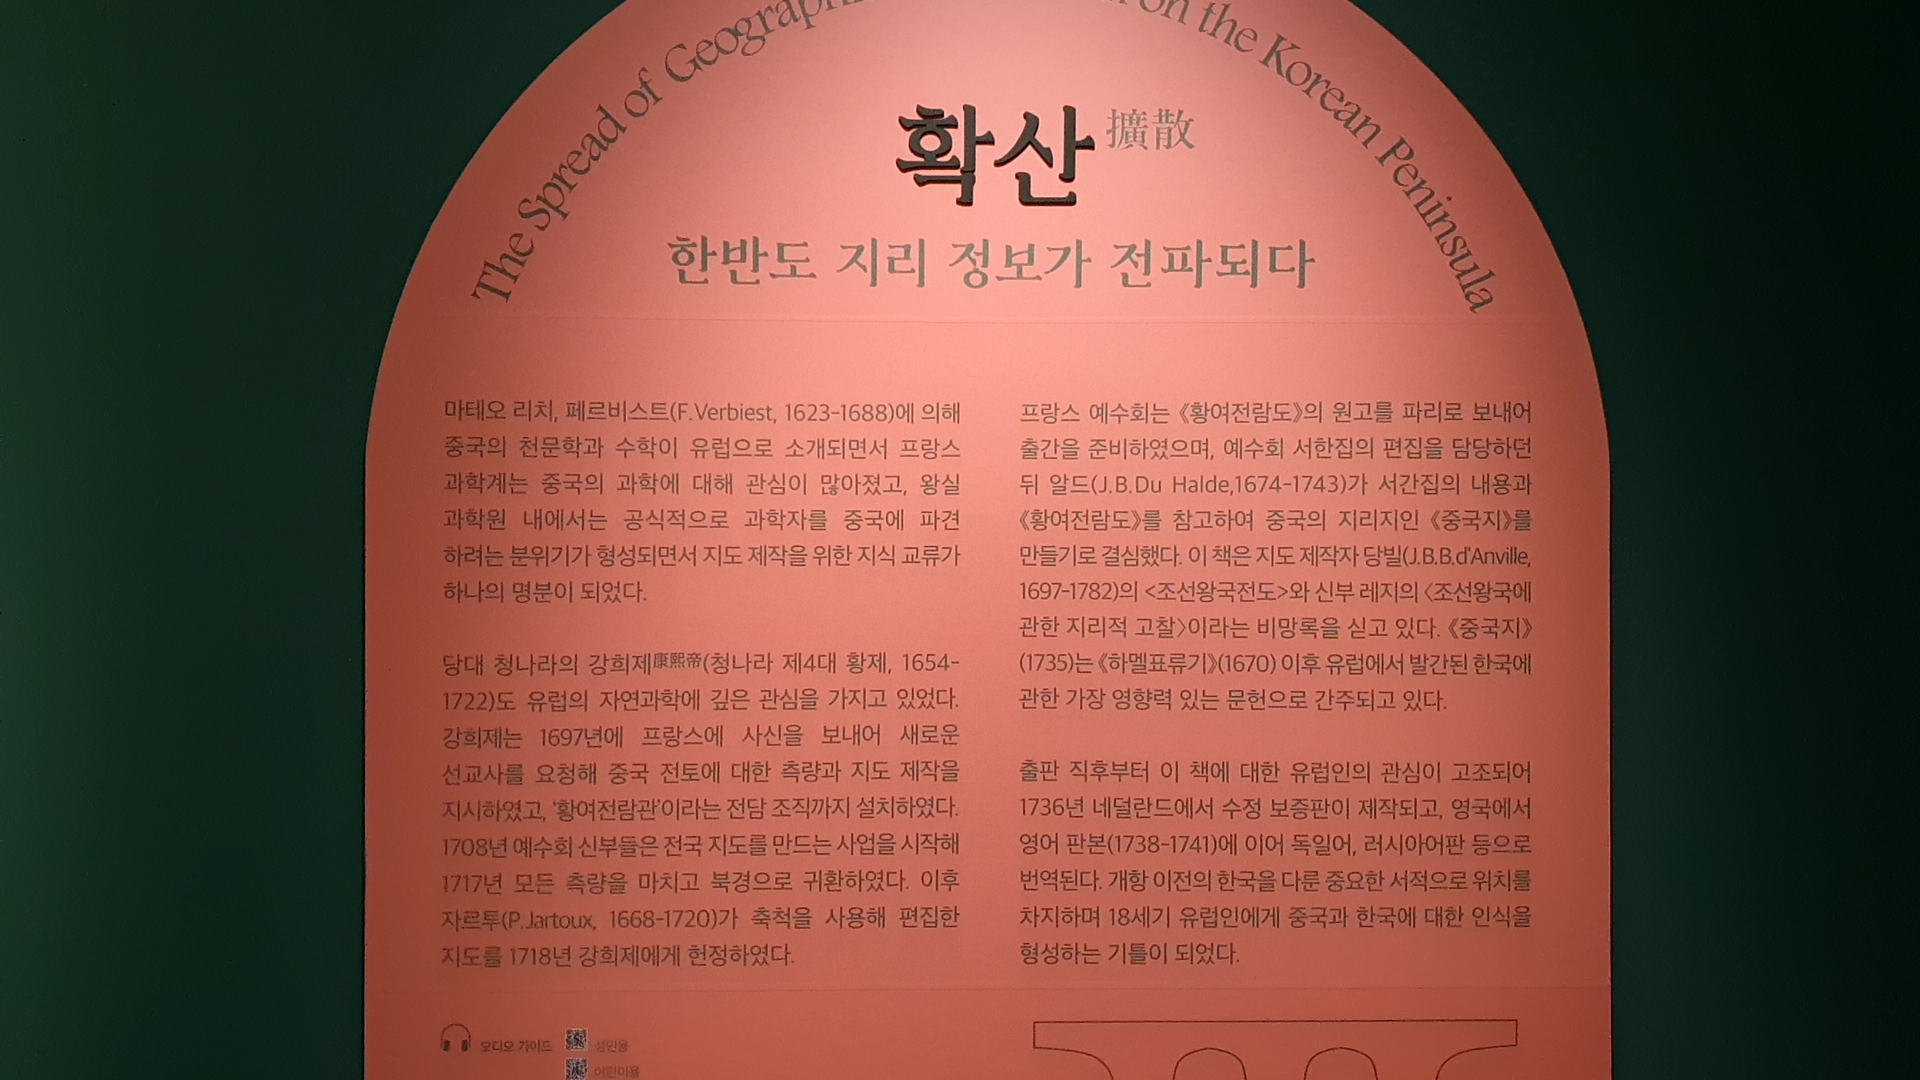 The Spread of on the Korean Peninsula
확산 擴散
한반도 지리 정보가 전파되다
마테오 리치, 페르비스트(F.Verbiest, 1623-1688)에 의해
중국의 천문학과 수학이 유럽으로 소개되면서 프랑스
과학계는 중국의 과학에 대해 관심이 많아졌고, 왕실
과학원 내에서는 공식적으로 과학자를 중국에 파견
하려는 분위기가 형성되면서 지도 제작을 위한 지식 교류가
하나의 명분이 되었다.
당대 청나라의 강희제康熙帝(청나라 제4대 황제, 1654-
1722)도 유럽의 자연과학에 깊은 관심을 가지고 있었다.
강희제는 1697년에 프랑스에 사신을 보내어 새로운
선교사를 요청해 중국 전토에 대한 측량과 지도 제작을
지시하였고, '황여전람관'이라는 전담 조직까지 설치하였다.
1708년 예수회 신부들은 전국 지도를 만드는 사업을 시작해
1717년 모든 측량을 마치고 북경으로 귀환하였다. 이후
자르투(P.Jartoux, 1668-1720)가 축척을 사용해 편집한
지도를 1718년 강희제에게 헌정하였다.
프랑스 예수회는 《황여전람도》의 원고를 파리로 보내어
출간을 준비하였으며, 예수회 서한집의 편집을 담당하던
뒤 알드(J.B.Du Halde,1674-1743)가 서간집의 내용과
《황여전람도》를 참고하여 중국의 지리지인 《중국지》를
만들기로 결심했다. 이 책은 지도 제작자 당빌(J.B.B.d'Anville,
1697-1782)의 <조선왕국전도>와 신부 레지의 〈조선왕국에
관한 지리적 고찰〉이라는 비망록을 싣고 있다. 《중국지》
(1735)는 《하멜표류기》(1670) 이후 유럽에서 발간된 한국에
관한 가장 영향력 있는 문헌으로 간주되고 있다.
출판 직후부터 이 책에 대한 유럽인의 관심이 고조되어
1736년 네덜란드에서 수정 보증판이 제작되고, 영국에서
영어 판본(1738-1741)에 이어 독일어, 러시아어판 등으로
번역된다. 개항 이전의 한국을 다룬 중요한 서적으로 위치를
차지하며 18세기 유럽인에게 중국과 한국에 대한 인식을
형성하는 기틀이 되었다.
오디오 가이드 성인용
어린이용